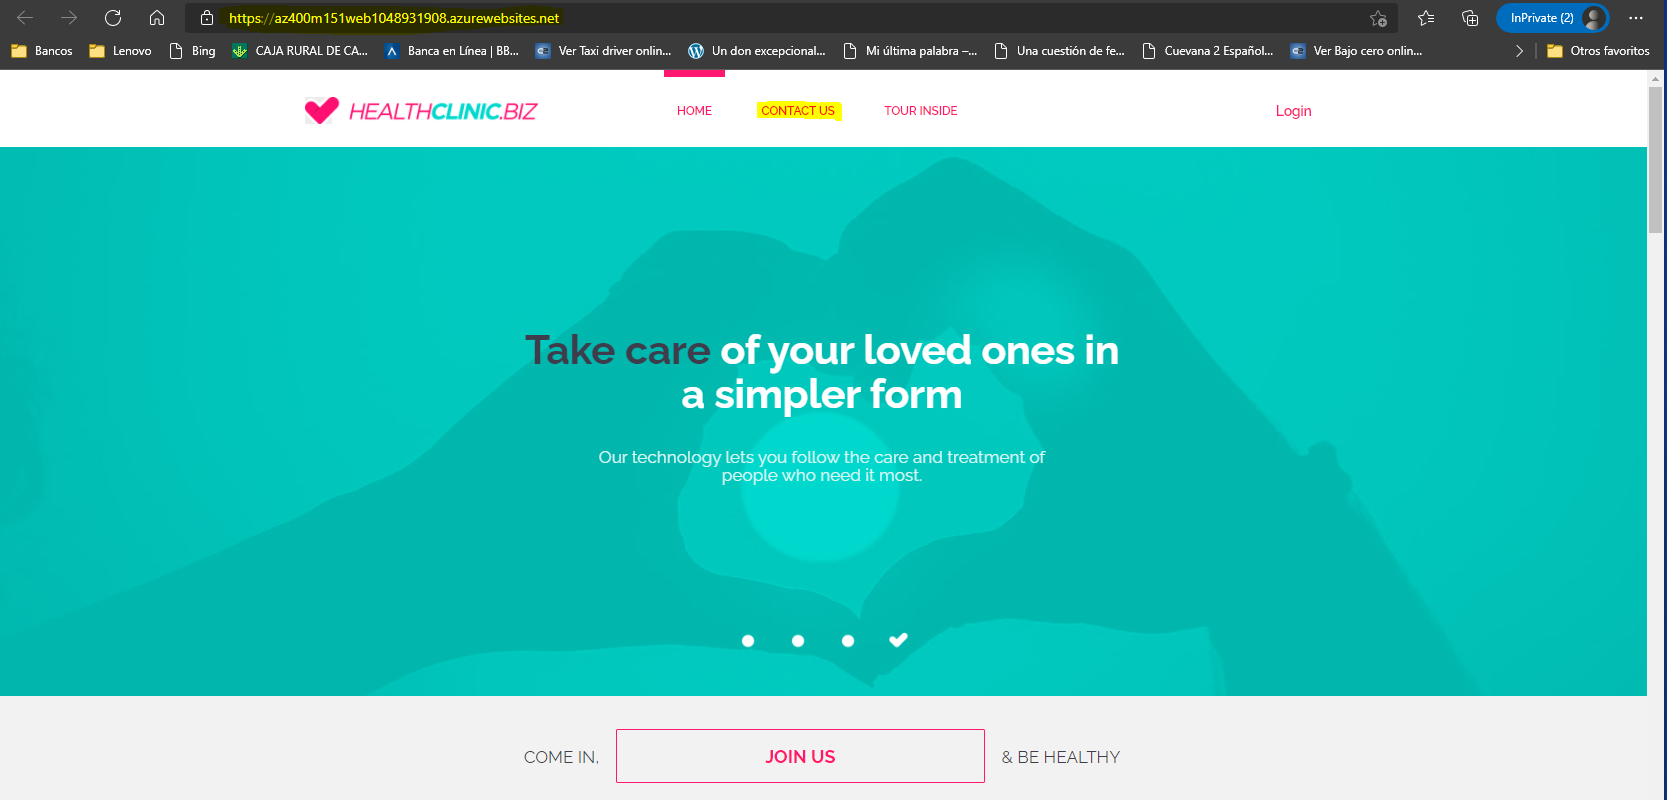 https://az400m151web1048931908.azurewebsites.net
InPrivate (2)
Bancos
Lenovo
Bing
CAJA RURAL DE CA...
Banca en Línea | BB...
Ver Taxi driver onlin...
Un don excepcional...
Mi última palabra –...
Una cuestión de fe...
Cuevana 2 Español...
Ver Bajo cero onlin...
Otros favoritos
HEALTHCLINIC.BIZ
HOME
CONTACT US
TOUR INSIDE
Login
Take care of your loved ones in
a simpler form
Our technology lets you follow the care and treatment of
people who need it most.
COME IN,
JOIN US
& BE HEALTHY